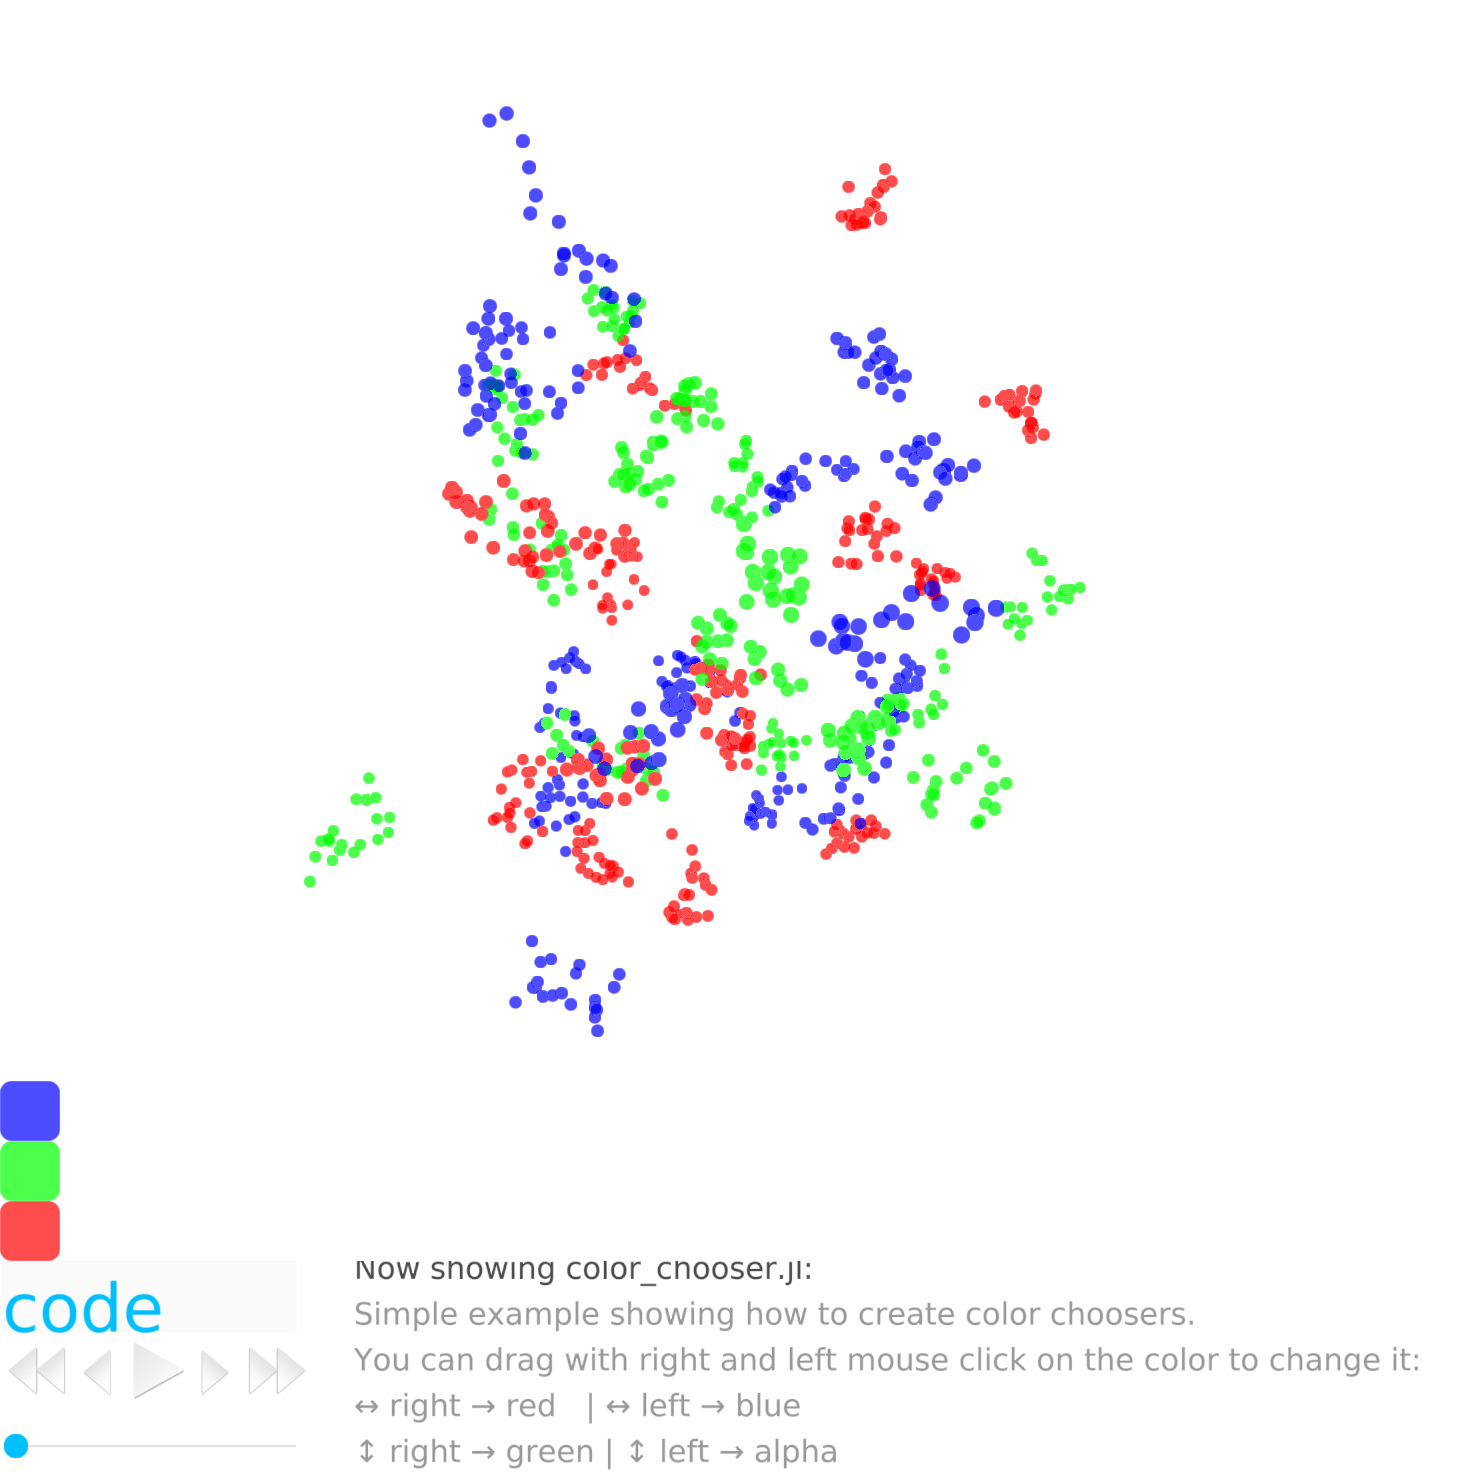 Now showing color_chooser.jl:
code
Simple example showing how to create color choosers.
You can drag with right and left mouse click on the color to change it:
↔ right → red | ↔ left → blue
↕ right → green | ↕ left → alpha